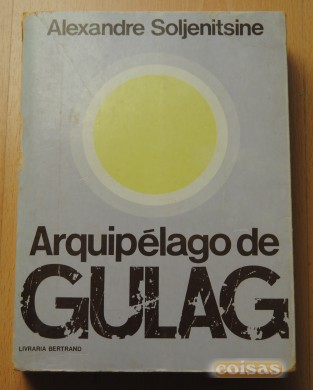 Alexandre Soljenitsine
Arquipélago de
GULAG
LIVRARIA BERTRAND
coisas